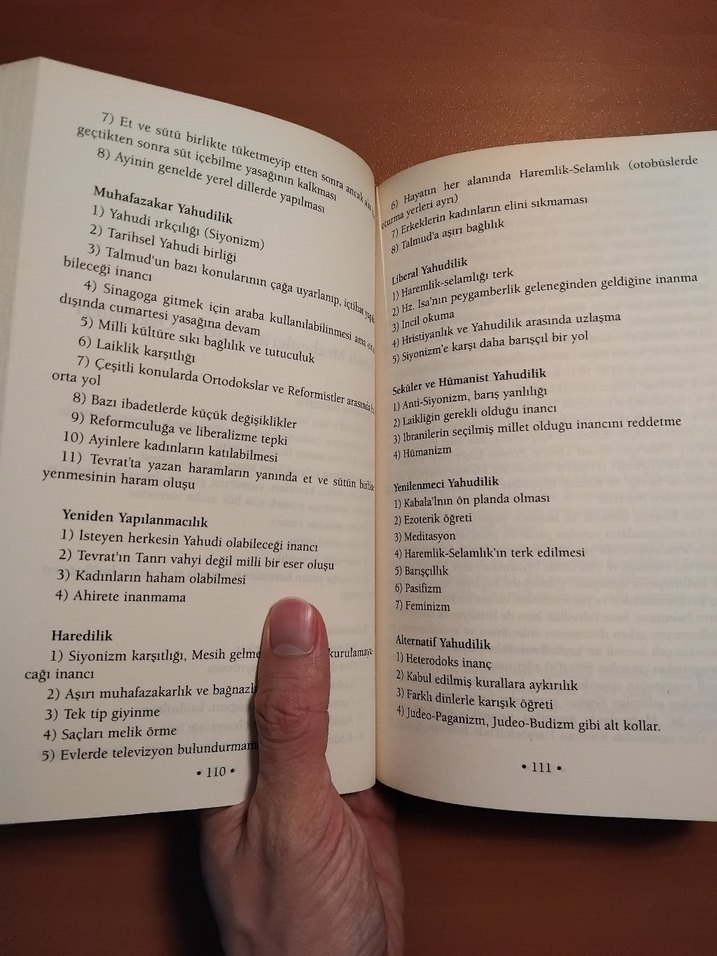 7) Et ve sütü birlikte tüketmeyip etten sonra ancak
geçtikten sonra süt içebilme yasağının kalkması
8) Ayinin genelde yerel dillerde yapılması
Muhafazakar Yahudilik
1) Yahudi ırkçılığı (Siyonizm)
2) Tarihsel Yahudi birliği
3) Talmud'un bazı konularının çağa uyarlanıp, içtihat
bileceği inancı
4) Sinagoga gitmek için araba kullanılabilinmesi ama
dışında cumartesi yasağına devam
5) Milli kültüre sıkı bağlılık ve tutuculuk
6) Laiklik karşıtlığı
7) Çeşitli konularda Ortodokslar ve Reformistler arasında
orta yol
8) Bazı ibadetlerde küçük değişiklikler
9) Reformculuğa ve liberalizme tepki
10) Ayinlere kadınların katılabilmesi
11) Tevrat'ta yazan haramların yanında et ve sütün
yenmesinin haram oluşu
Yeniden Yapılanmacılık
1) İsteyen herkesin Yahudi olabileceği inancı
2) Tevrat'ın Tanrı vahyi değil milli bir eser oluşu
3) Kadınların haham olabilmesi
4) Ahirete inanmama
Haredilik
1) Siyonizm karşıtlığı, Mesih
cağı inancı
2) Aşırı muhafazakarlık ve
3) Tek tip giyinme
4) Saçları melik örme
5) Evlerde televizyon
• 110 •
6) Hayatın her alanında Haremlik-Selamlık (otobüslerde
oturma yerleri ayrı)
7) Erkeklerin kadınların elini sıkmaması
8) Talmud'a aşırı bağlılık
Liberal Yahudilik
1) Haremlik-selamlığı terk
2) Hz. İsa'nın peygamberlik geleneğinden geldiğine inanma
3) İncil okuma
4) Hristiyanlık ve Yahudilik arasında uzlaşma
5) Siyonizm'e karşı daha barışçıl bir yol
Seküler ve Hümanist Yahudilik
1) Anti-Siyonizm, barış yanlılığı
2) Laikliğin gerekli olduğu inancı
3) İbranilerin seçilmiş millet olduğu inancını reddetme
4) Hümanizm
Yenilenmeci Yahudilik
1) Kabala'lnın ön planda olması
2) Ezoterik öğreti
3) Meditasyon
4) Haremlik-Selamlık'ın terk edilmesi
5) Barışçıllık
6) Pasifizm
7) Feminizm
Alternatif Yahudilik
1) Heterodoks inanç
2) Kabul edilmiş kurallara aykırılık
3) Farklı dinlerle karışık öğreti
4) Judeo-Paganizm, Judeo-Budizm gibi alt kollar.
• 111 •